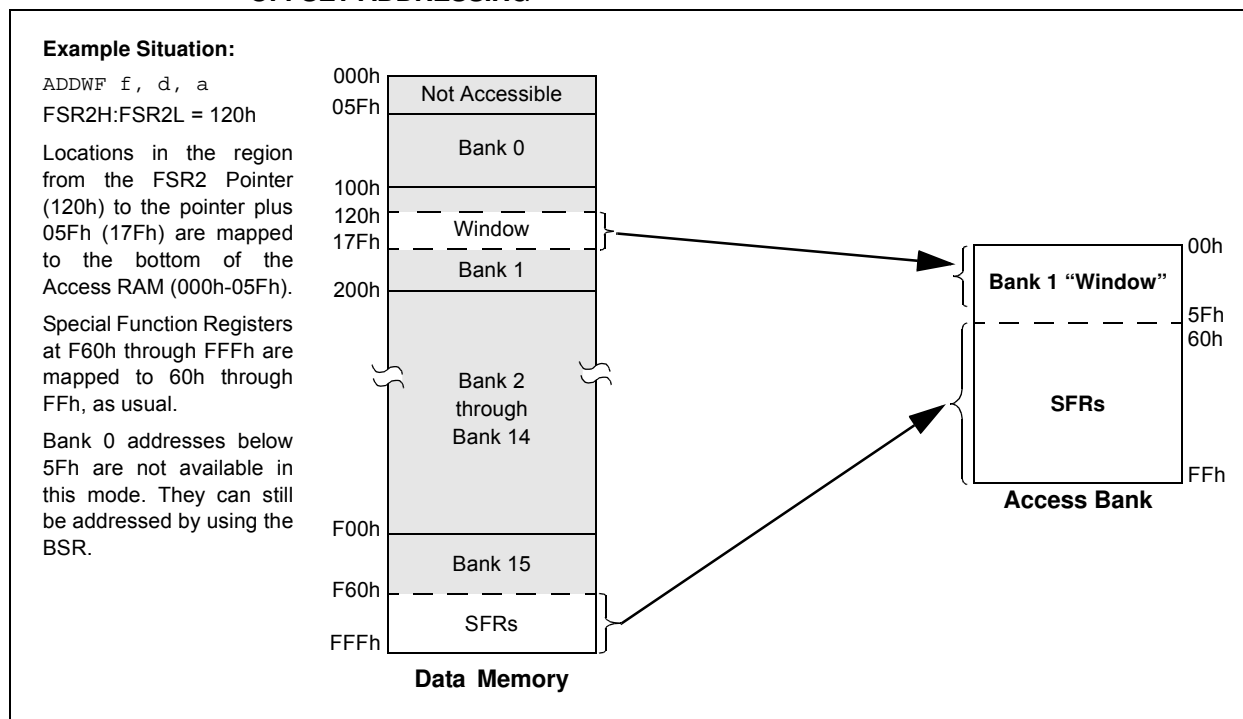 OFFSET ADDRESSING
Example Situation:
ADDWF f, d, a
FSR2H:FSR2L = 120h
Locations in the region
from the FSR2 Pointer
(120h) to the pointer plus
05Fh (17Fh) are mapped
to the bottom of the
Access RAM (000h-05Fh).
Special Function Registers
at F60h through FFFh are
mapped to 60h through
FFh, as usual.
Bank 0 addresses below
5Fh are not available in
this mode. They can still
be addressed by using the
BSR.
000h
Not Accessible
05Fh
Bank 0
100h
120h
Window
17Fh
Bank 1
200h
Bank 2
through
Bank 14
F00h
Bank 15
F60h
SFRs
FFFh
Data Memory
00h
Bank 1 “Window”
5Fh
60h
SFRs
FFh
Access Bank